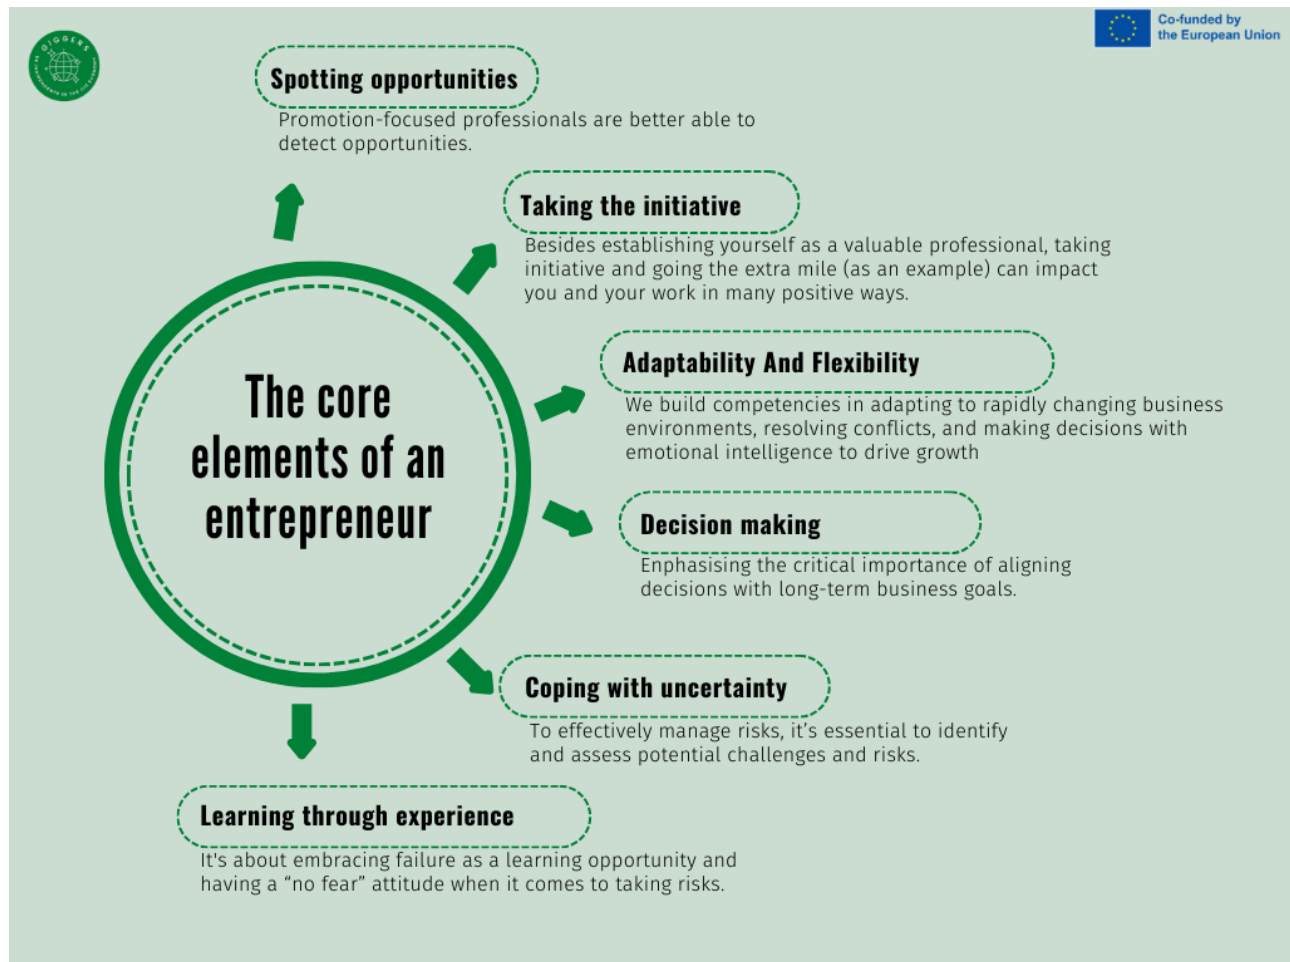 GIGGERS
Co-funded by
the European Union
Spotting opportunities
Promotion-focused professionals are better able to
detect opportunities.
Taking the initiative
Besides establishing yourself as a valuable professional, taking
initiative and going the extra mile (as an example) can impact
you and your work in many positive ways.
Adaptability And Flexibility
We build competencies in adapting to rapidly changing business
environments, resolving conflicts, and making decisions with
emotional intelligence to drive growth
The core
elements of an
entrepreneur
Decision making
Enphasising the critical importance of aligning
decisions with long-term business goals.
Coping with uncertainty
To effectively manage risks, it’s essential to identify
and assess potential challenges and risks.
Learning through experience
It's about embracing failure as a learning opportunity and
having a “no fear” attitude when it comes to taking risks.